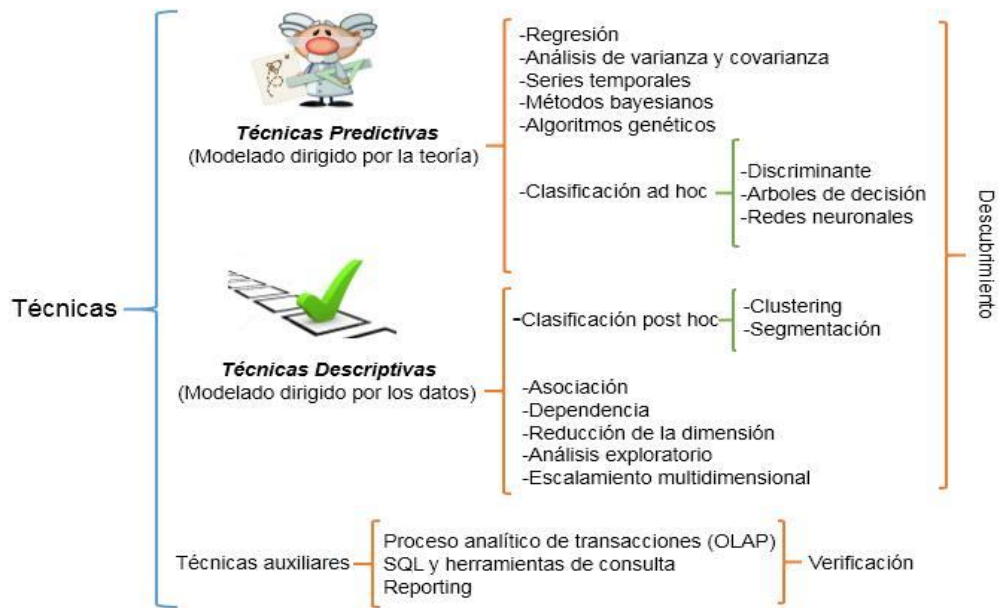 Técnicas
Técnicas Predictivas
(Modelado dirigido por la teoría)
-Regresión
-Análisis de varianza y covarianza
-Series temporales
-Métodos bayesianos
-Algoritmos genéticos
-Clasificación ad hoc
-Discriminante
-Arboles de decisión
-Redes neuronales
Técnicas Descriptivas
(Modelado dirigido por los datos)
-Clasificación post hoc
-Clustering
-Segmentación
-Asociación
-Dependencia
-Reducción de la dimensión
-Análisis exploratorio
-Escalamiento multidimensional
Descubrimiento
Técnicas auxiliares
Proceso analítico de transacciones (OLAP)
SQL y herramientas de consulta
Reporting
Verificación